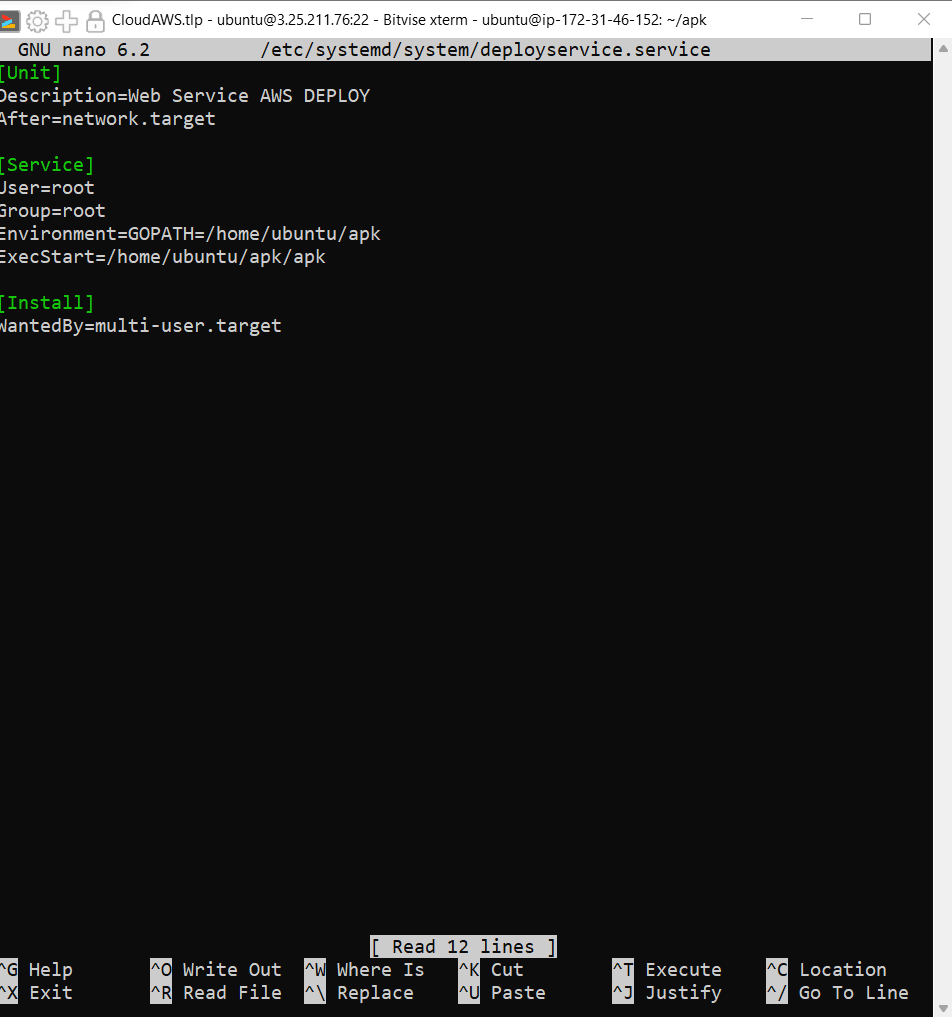 CloudAWS.tlp - ubuntu@3.25.211.76:22 - Bitvise xterm - ubuntu@ip-172-31-46-152: ~/apk
GNU nano 6.2 /etc/systemd/system/deployservice.service
[Unit]
Description=Web Service AWS DEPLOY
After=network.target
[Service]
User=root
Group=root
Environment=GOPATH=/home/ubuntu/apk
ExecStart=/home/ubuntu/apk/apk
[Install]
WantedBy=multi-user.target
[ Read 12 lines ]
^G Help ^O Write Out ^W Where Is ^K Cut ^T Execute ^C Location
^X Exit ^R Read File ^\ Replace ^U Paste ^J Justify ^/ Go To Line